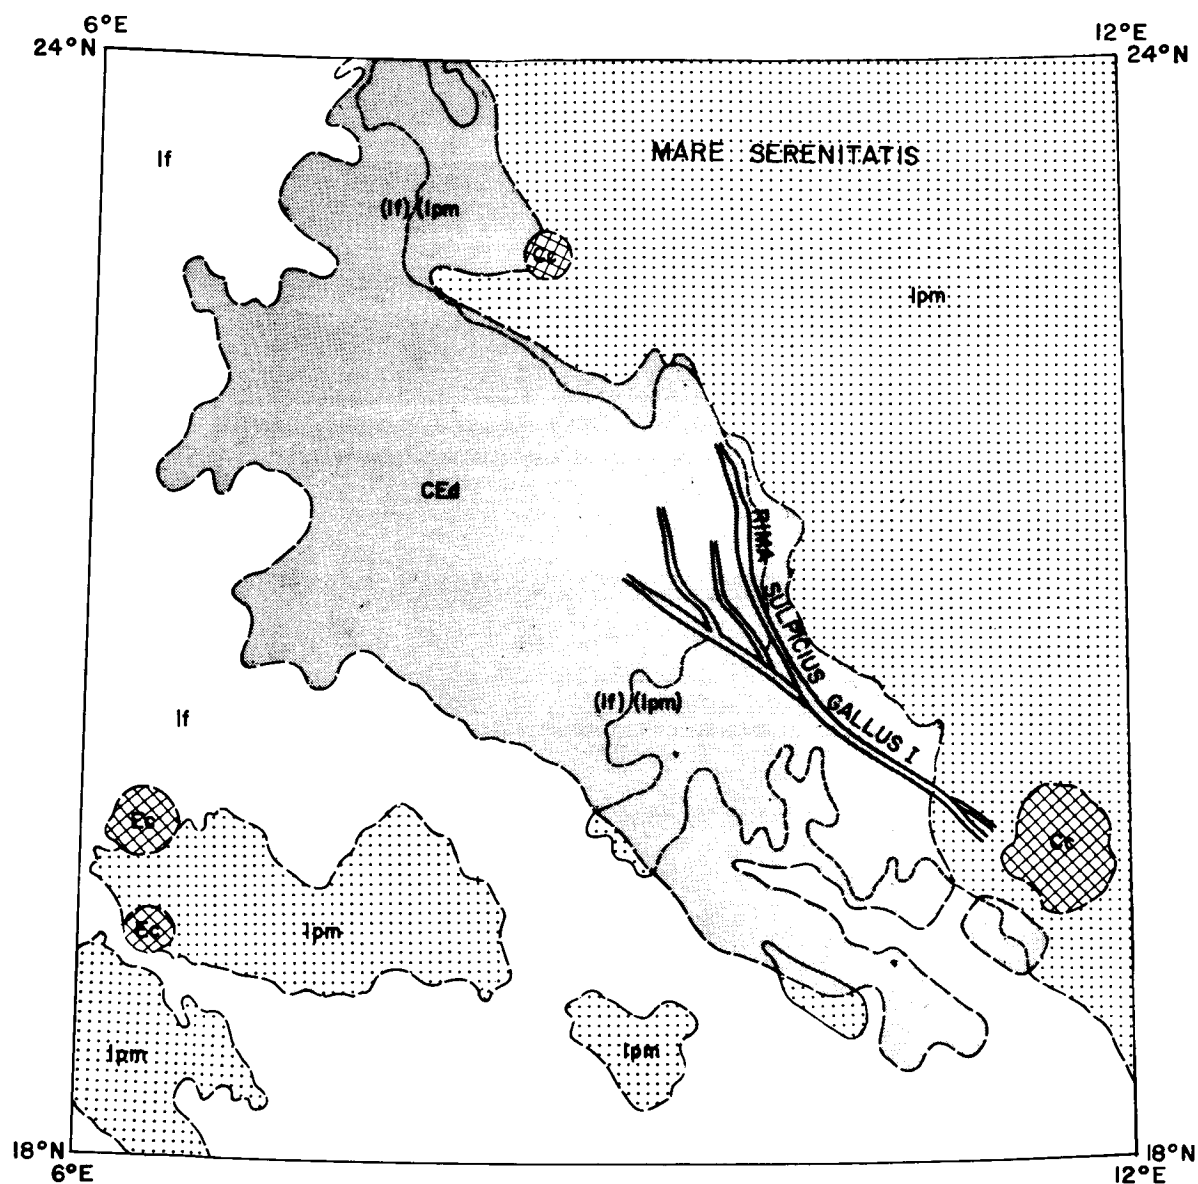 6°E
24°N
12°E
24°N
If
MARE SERENITATIS
(If)(Ipm
Cc
Ipm
CEd
RIMA SULPICIUS GALLUS I
(If)(Ipm)
If
Ec
Cc
Ec
Ipm
Ipm
Ipm
18°N
6°E
18°N
12°E